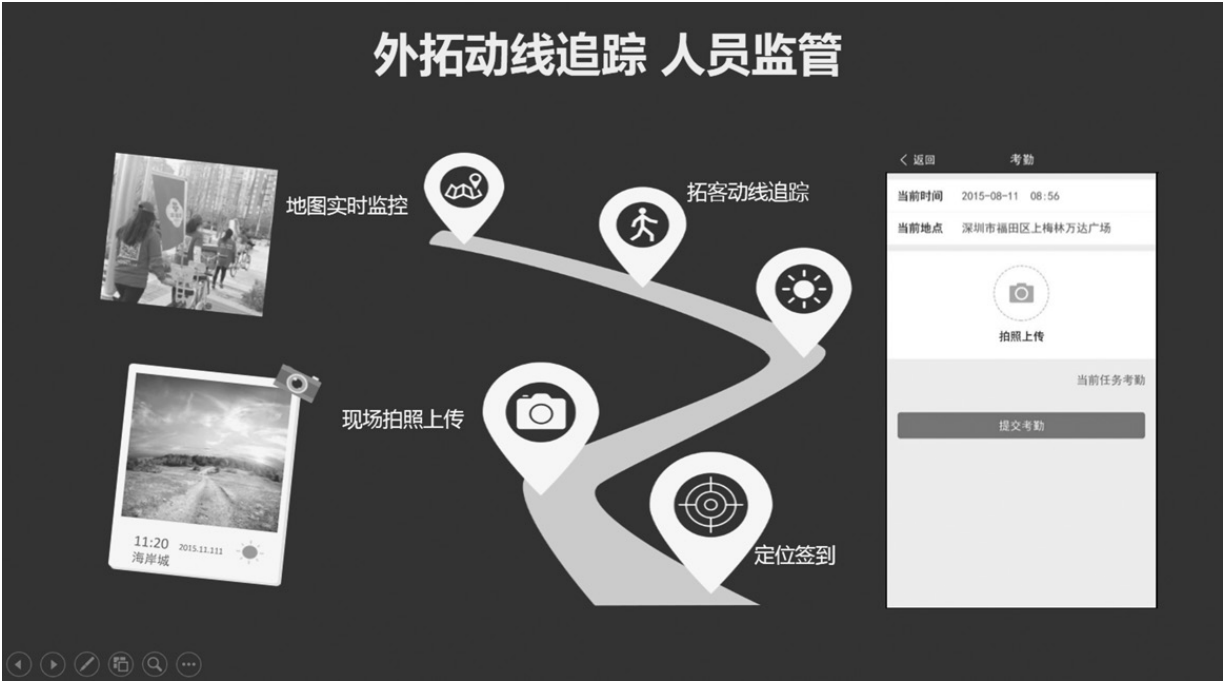 外拓动线追踪 人员监管
地图实时监控
拓客动线追踪
现场拍照上传
定位签到
11:20
2015.11.111
海岸城
返回
考勤
当前时间 2015-08-11 08:56
当前地点 深圳市福田区上梅林万达广场
拍照上传
当前任务考勤
提交考勤